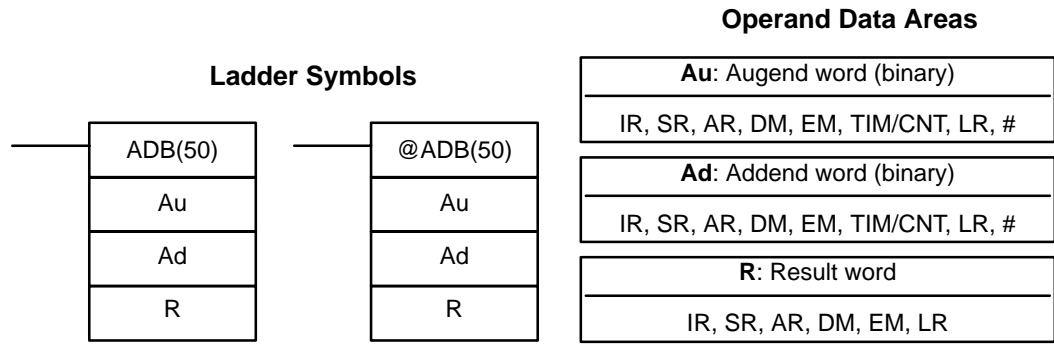 Operand Data Areas
Ladder Symbols
ADB(50)
Au
Ad
R
@ADB(50)
Au
Ad
R
Au: Augend word (binary)
IR, SR, AR, DM, EM, TIM/CNT, LR, #
Ad: Addend word (binary)
IR, SR, AR, DM, EM, TIM/CNT, LR, #
R: Result word
IR, SR, AR, DM, EM, LR